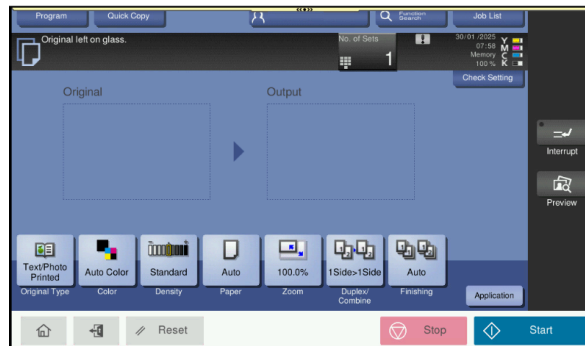 Program
Quick Copy
Function
Search
Job List
Original left on glass.
No. of Sets
1
30/01 /2025
07:58
Memory
100 %
Y
M
C
K
Check Setting
Original
Output
Interrupt
Preview
Text/Photo
Printed
Auto Color
Standard
Auto
100.0%
1Side>1Side
Auto
Original Type
Color
Density
Paper
Zoom
Duplex/
Combine
Finishing
Application
Reset
Stop
Start